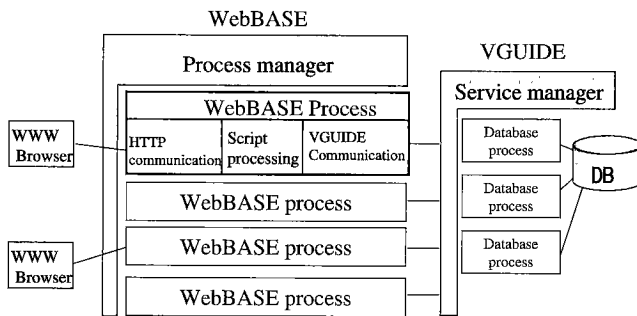 WebBASE
VGUIDE
Process manager
Service manager
WebBASE Process
HTTP
communication
Script
processing
VGUIDE
Communication
WebBASE process
WebBASE process
WebBASE process
WWW
Browser
WWW
Browser
Database
process
Database
process
Database
process
DB